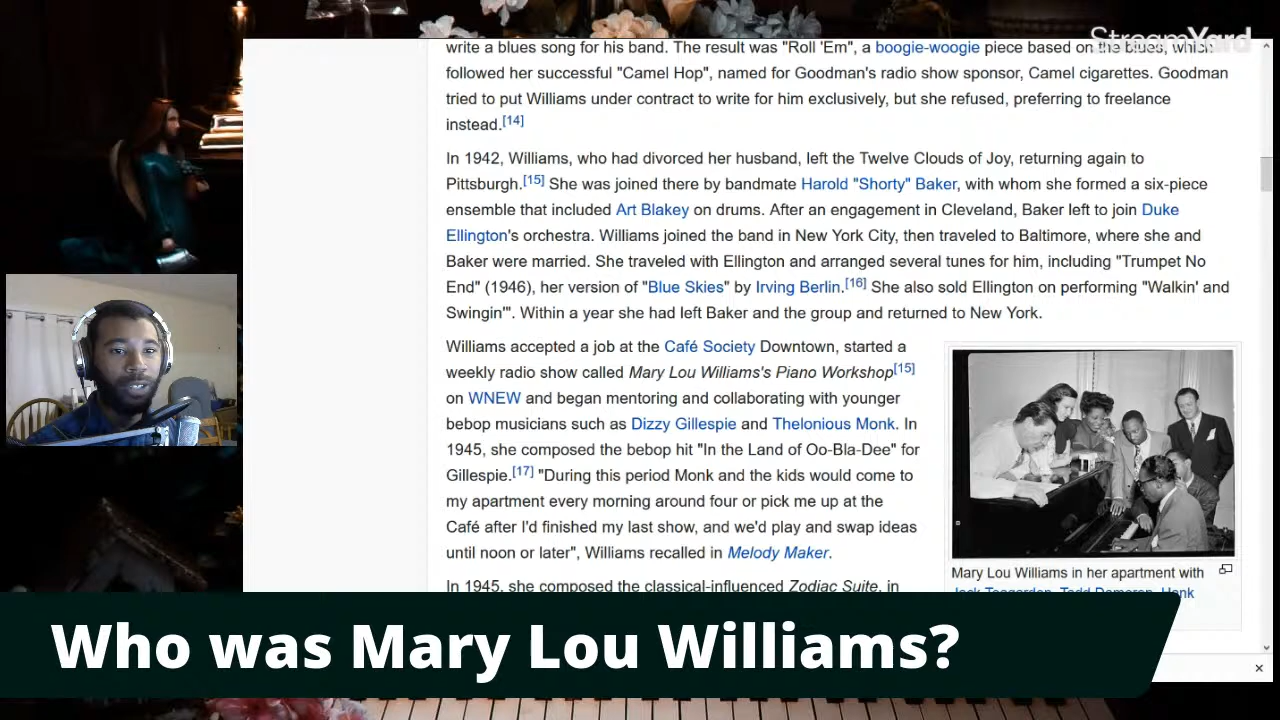 StreamYard
write a blues song for his band. The result was "Roll 'Em", a boogie-woogie piece based on the blues, which
followed her successful "Camel Hop", named for Goodman's radio show sponsor, Camel cigarettes. Goodman
tried to put Williams under contract to write for him exclusively, but she refused, preferring to freelance
instead.[14]
In 1942, Williams, who had divorced her husband, left the Twelve Clouds of Joy, returning again to
Pittsburgh.[15] She was joined there by bandmate Harold "Shorty" Baker, with whom she formed a six-piece
ensemble that included Art Blakey on drums. After an engagement in Cleveland, Baker left to join Duke
Ellington's orchestra. Williams joined the band in New York City, then traveled to Baltimore, where she and
Baker were married. She traveled with Ellington and arranged several tunes for him, including "Trumpet No
End" (1946), her version of "Blue Skies" by Irving Berlin.[16] She also sold Ellington on performing "Walkin' and
Swingin'". Within a year she had left Baker and the group and returned to New York.
Williams accepted a job at the Café Society Downtown, started a
weekly radio show called Mary Lou Williams's Piano Workshop[15]
on WNEW and began mentoring and collaborating with younger
bebop musicians such as Dizzy Gillespie and Thelonious Monk. In
1945, she composed the bebop hit "In the Land of Oo-Bla-Dee" for
Gillespie.[17] "During this period Monk and the kids would come to
my apartment every morning around four or pick me up at the
Café after I'd finished my last show, and we'd play and swap ideas
until noon or later", Williams recalled in Melody Maker.
In 1945, she composed the classical-influenced Zodiac Suite, in
Mary Lou Williams in her apartment with
Jack Teagarden, Tadd Dameron, Hank
Who was Mary Lou Williams?